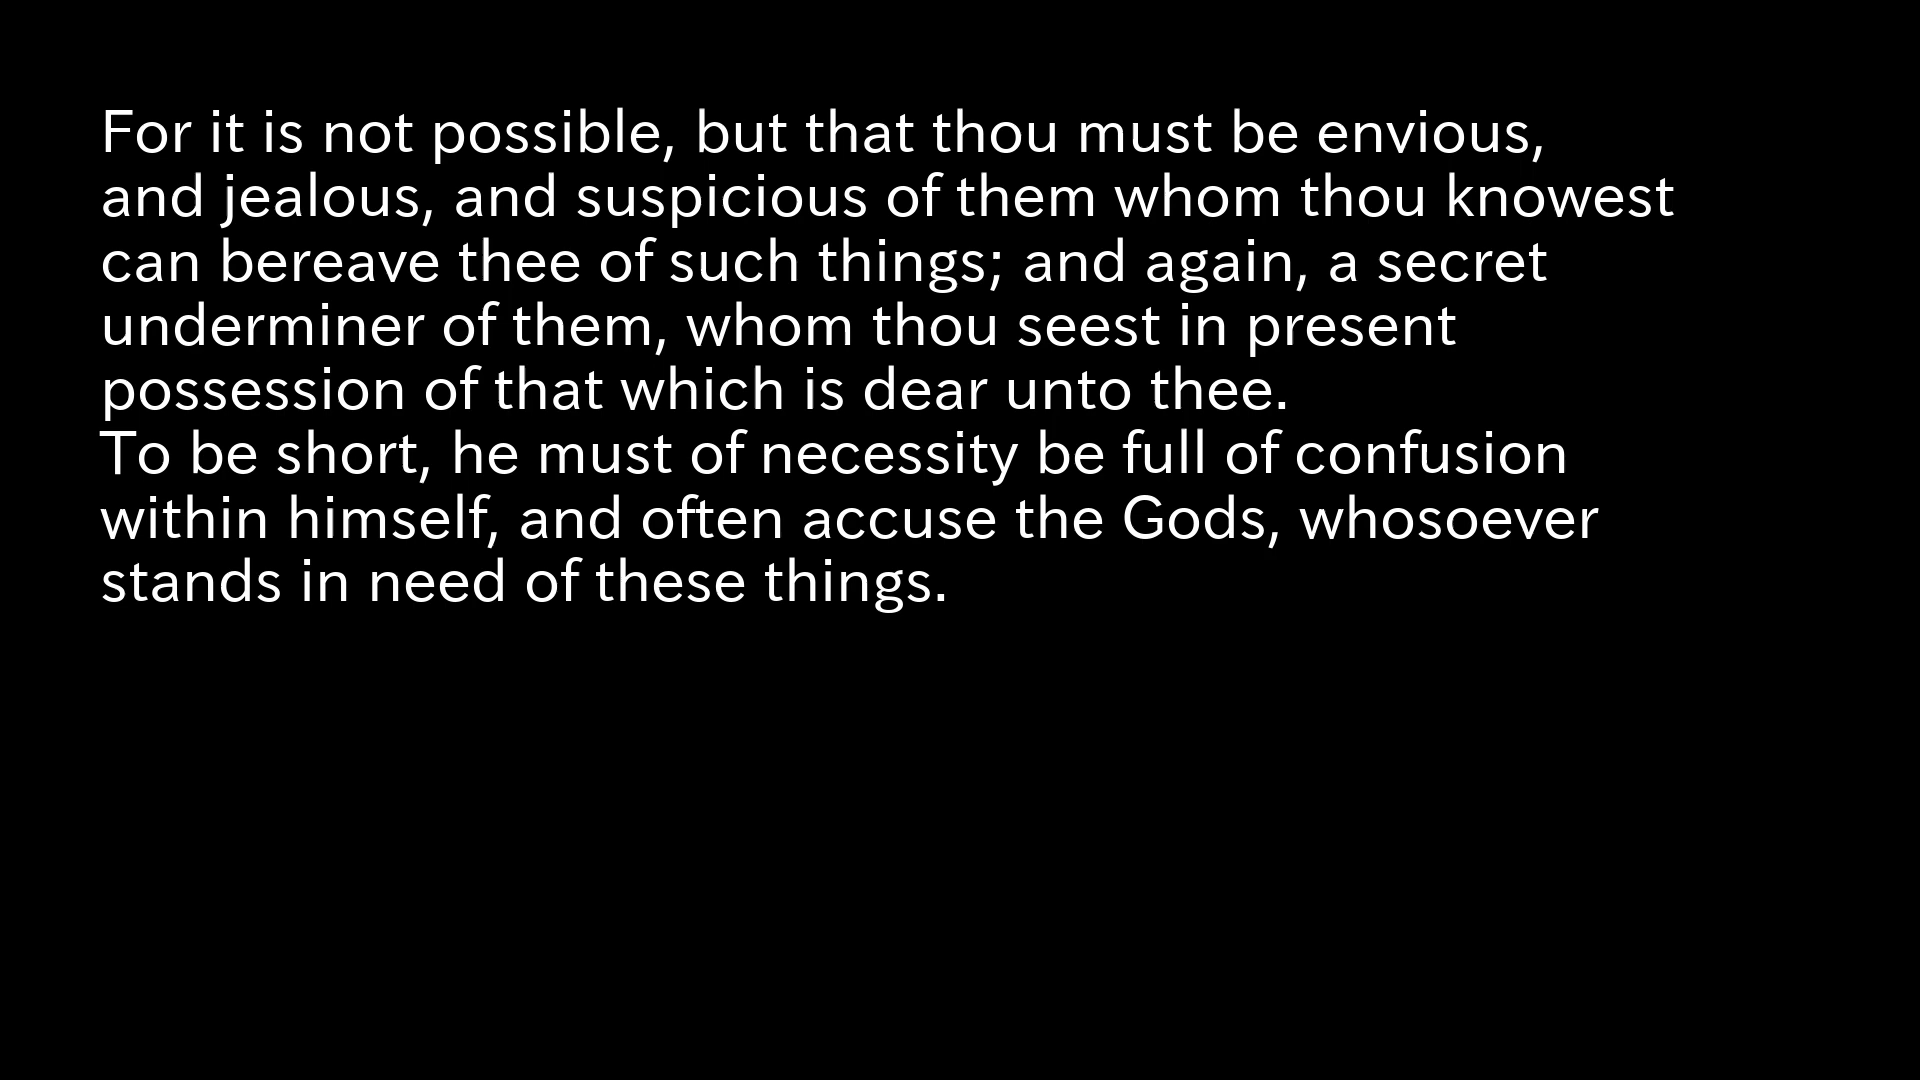 For it is not possible, but that thou must be envious,
and jealous, and suspicious of them whom thou knowest
can bereave thee of such things; and again, a secret
underminer of them, whom thou seest in present
possession of that which is dear unto thee.
To be short, he must of necessity be full of confusion
within himself, and often accuse the Gods, whosoever
stands in need of these things.